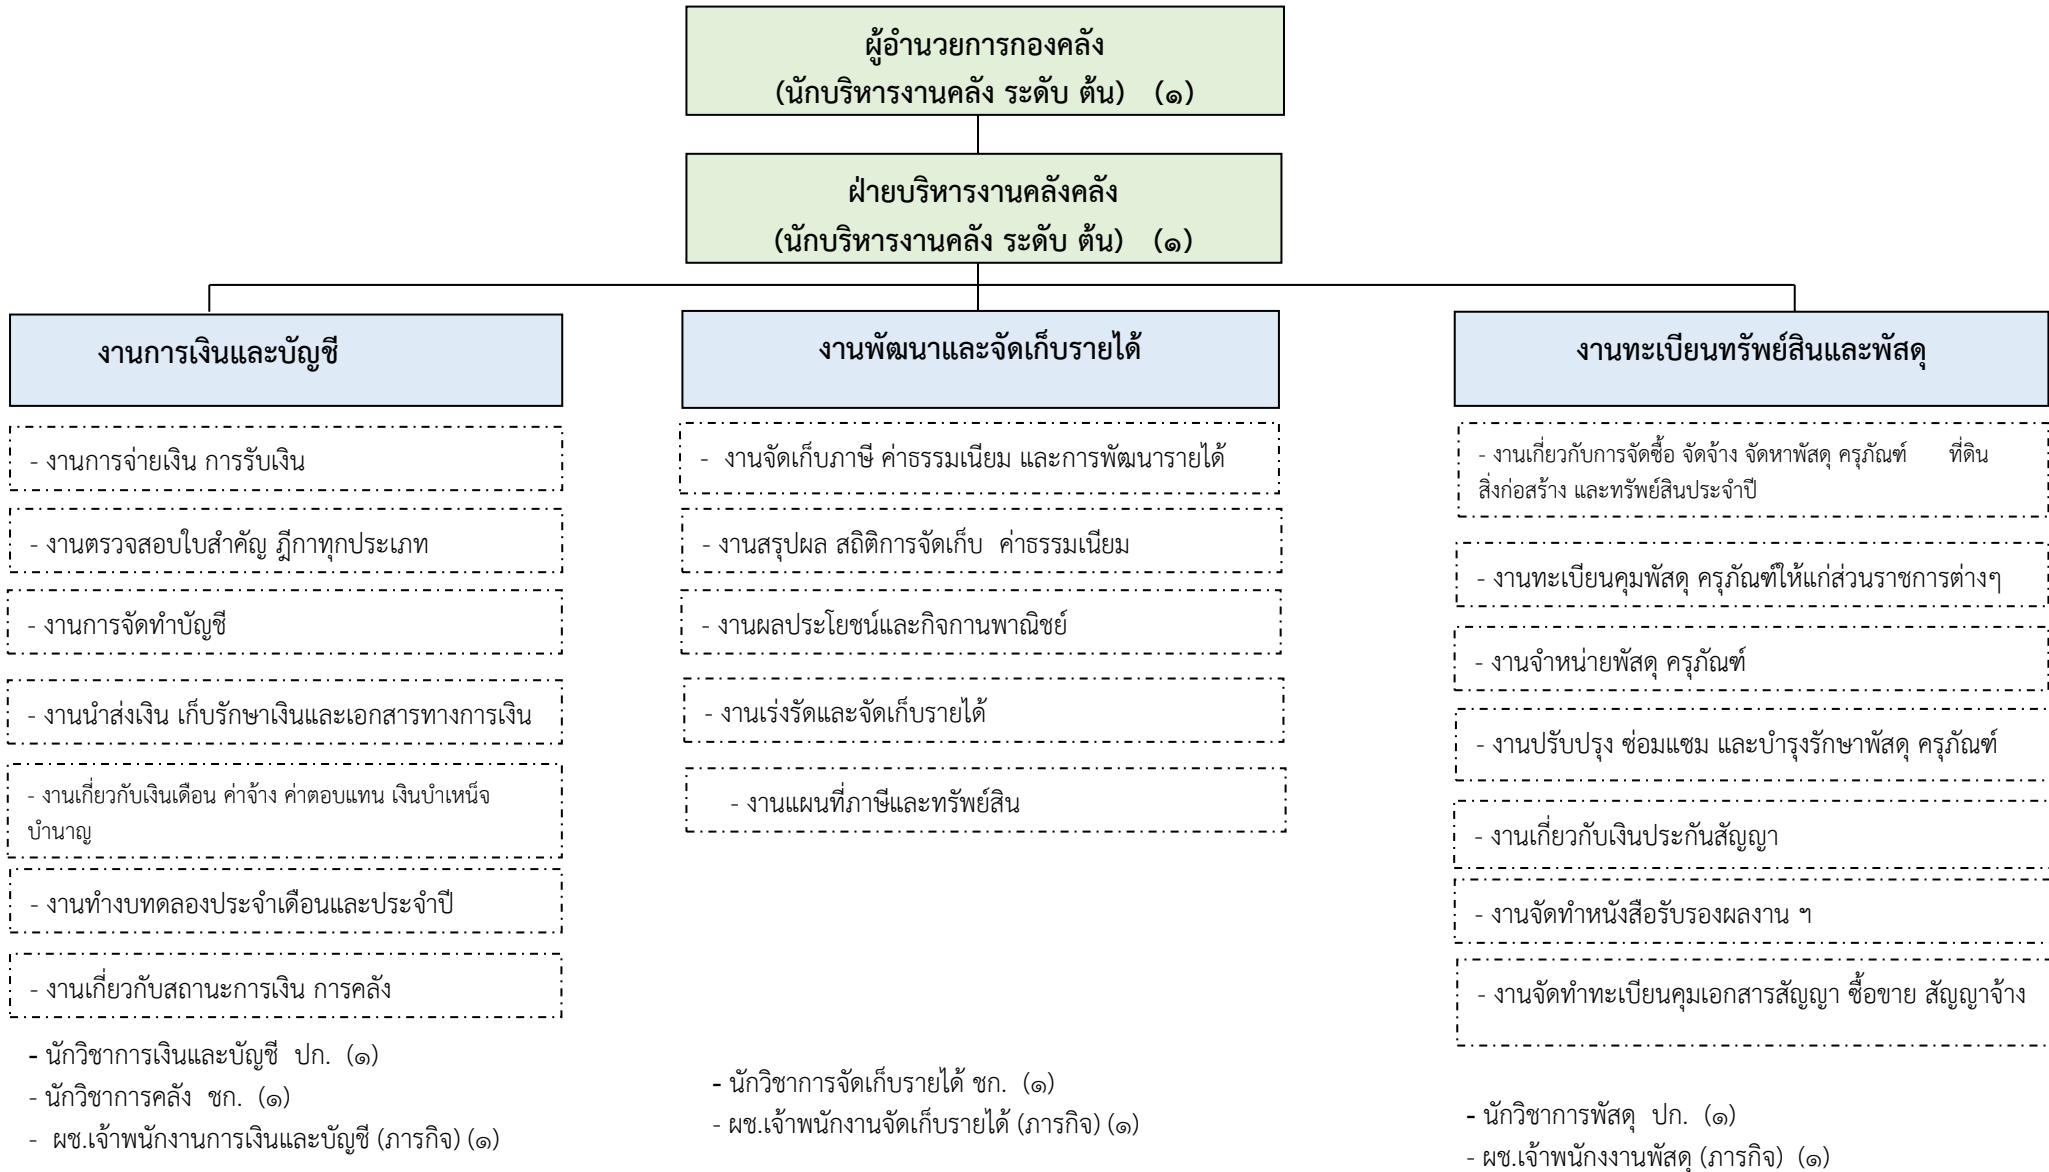 ผู้อำนวยการกองคลัง
(นักบริหารงานคลัง ระดับ ต้น) (๑)
ฝ่ายบริหารงานคลังคลัง
(นักบริหารงานคลัง ระดับ ต้น) (๑)
งานการเงินและบัญชี
- งานการจ่ายเงิน การรับเงิน
- งานตรวจสอบใบสำคัญ ฎีกาทุกประเภท
- งานการจัดทำบัญชี
- งานนำส่งเงิน เก็บรักษาเงินและเอกสารทางการเงิน
- งานเกี่ยวกับเงินเดือน ค่าจ้าง ค่าตอบแทน เงินบำเหน็จ
บำนาญ
- งานทำงบทดลองประจำเดือนและประจำปี
- งานเกี่ยวกับสถานะการเงิน การคลัง
- นักวิชาการเงินและบัญชี ปก. (๑)
- นักวิชาการคลัง ชก. (๑)
- ผช.เจ้าพนักงานการเงินและบัญชี (ภารกิจ) (๑)
งานพัฒนาและจัดเก็บรายได้
- งานจัดเก็บภาษี ค่าธรรมเนียม และการพัฒนารายได้
- งานสรุปผล สถิติการจัดเก็บ ค่าธรรมเนียม
- งานผลประโยชน์และกิจกานพาณิชย์
- งานเร่งรัดและจัดเก็บรายได้
- งานแผนที่ภาษีและทรัพย์สิน
- นักวิชาการจัดเก็บรายได้ ชก. (๑)
- ผช.เจ้าพนักงานจัดเก็บรายได้ (ภารกิจ) (๑)
งานทะเบียนทรัพย์สินและพัสดุ
- งานเกี่ยวกับการจัดซื้อ จัดจ้าง จัดหาพัสดุ ครุภัณฑ์ ที่ดิน
สิ่งก่อสร้าง และทรัพย์สินประจำปี
- งานทะเบียนคุมพัสดุ ครุภัณฑ์ให้แก่ส่วนราชการต่างๆ
- งานจำหน่ายพัสดุ ครุภัณฑ์
- งานปรับปรุง ซ่อมแซม และบำรุงรักษาพัสดุ ครุภัณฑ์
- งานเกี่ยวกับเงินประกันสัญญา
- งานจัดทำหนังสือรับรองผลงาน ฯ
- งานจัดทำทะเบียนคุมเอกสารสัญญา ซื้อขาย สัญญาจ้าง
- นักวิชาการพัสดุ ปก. (๑)
- ผช.เจ้าพนักงงานพัสดุ (ภารกิจ) (๑)